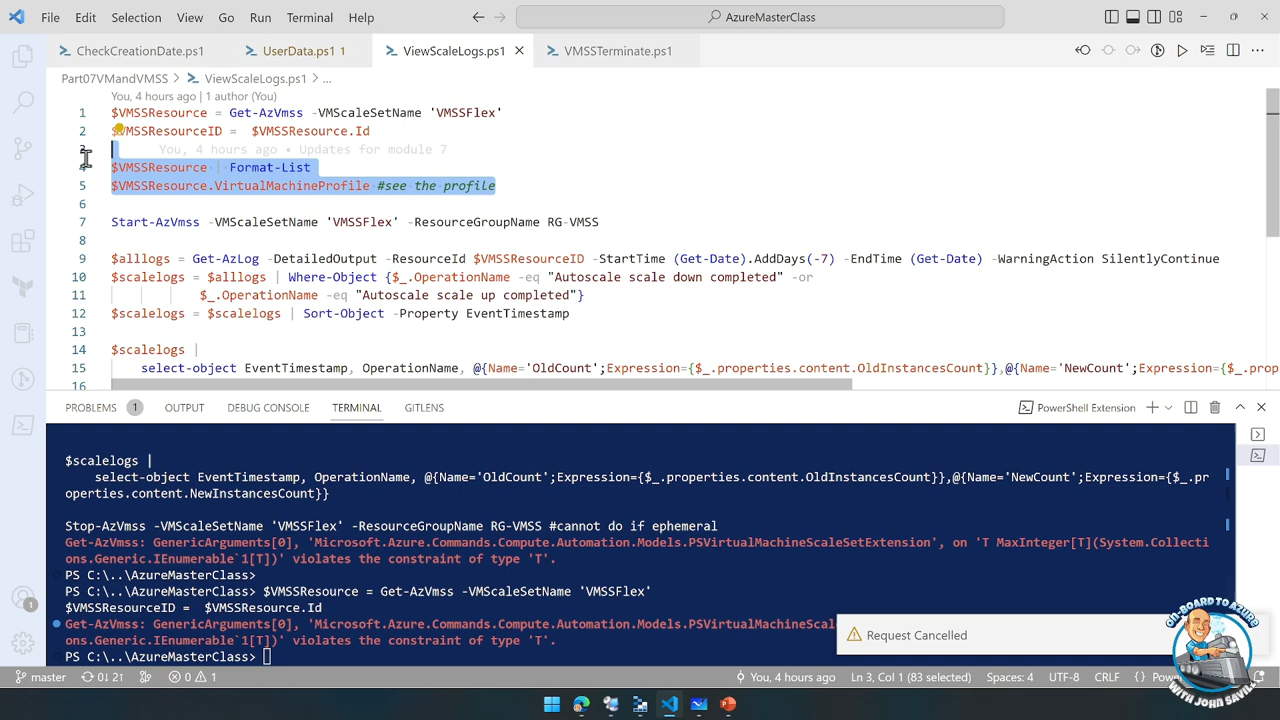 File Edit Selection View Go Run Terminal Help
AzureMasterClass
CheckCreationDate.ps1
UserData.ps1 1
ViewScaleLogs.ps1
VMSSTerminate.ps1
Part07VMandVMSS > ViewScaleLogs.ps1 > ...
You, 4 hours ago | 1 author (You)
1 $VMSSResource = Get-AzVmss -VMScaleSetName 'VMSSFlex'
2 $VMSSResourceID = $VMSSResource.Id
3 You, 4 hours ago • Updates for module 7
4 $VMSSResource | Format-List
5 $VMSSResource.VirtualMachineProfile #see the profile
6
7 Start-AzVmss -VMScaleSetName 'VMSSFlex' -ResourceGroupName RG-VMSS
8
9 $alllogs = Get-AzLog -DetailedOutput -ResourceId $VMSSResourceID -StartTime (Get-Date).AddDays(-7) -EndTime (Get-Date) -WarningAction SilentlyContinue
10 $scalelogs = $alllogs | Where-Object {$_.OperationName -eq "Autoscale scale down completed" -or
11 $_.OperationName -eq "Autoscale scale up completed"}
12 $scalelogs = $scalelogs | Sort-Object -Property EventTimestamp
13
14 $scalelogs |
15 select-object EventTimestamp, OperationName, @{Name='OldCount';Expression={$_.properties.content.OldInstancesCount}},@{Name='NewCount';Expression={$_.prop
16
PROBLEMS 1 OUTPUT DEBUG CONSOLE TERMINAL GITLENS
PowerShell Extension
$scalelogs |
select-object EventTimestamp, OperationName, @{Name='OldCount';Expression={$_.properties.content.OldInstancesCount}},@{Name='NewCount';Expression={$_.pr
operties.content.NewInstancesCount}}
Stop-AzVmss -VMScaleSetName 'VMSSFlex' -ResourceGroupName RG-VMSS #cannot do if ephemeral
Get-AzVmss: GenericArguments[0], 'Microsoft.Azure.Commands.Compute.Automation.Models.PSVirtualMachineScaleSetExtension', on 'T MaxInteger[T](System.Collecti
ons.Generic.IEnumerable`1[T])' violates the constraint of type 'T'.
PS C:\..\AzureMasterClass>
PS C:\..\AzureMasterClass> $VMSSResource = Get-AzVmss -VMScaleSetName 'VMSSFlex'
$VMSSResourceID = $VMSSResource.Id
Get-AzVmss: GenericArguments[0], 'Microsoft.Azure.Commands.Compute.Automation.Models.PSVirtualMachineScal
ons.Generic.IEnumerable`1[T])' violates the constraint of type 'T'.
PS C:\..\AzureMasterClass>
Request Cancelled
ON-BOARD TO AZURE
WITH JOHN SAVILL
master 0↓ 2↑ 0 1
You, 4 hours ago Ln 3, Col 1 (83 selected) Spaces: 4 UTF-8 CRLF {} Pow
1